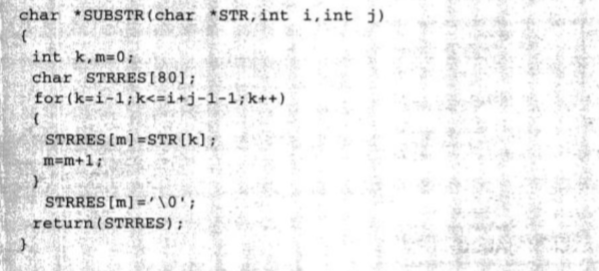 char *SUBSTR(char *STR,int i,int j)
{
int k,m=0;
char STRRES[80];
for(k=i-1;k<=i+j-1-1;k++)
{
STRRES[m]=STR[k];
m=m+1;
}
STRRES[m]='\0';
return(STRRES);
}